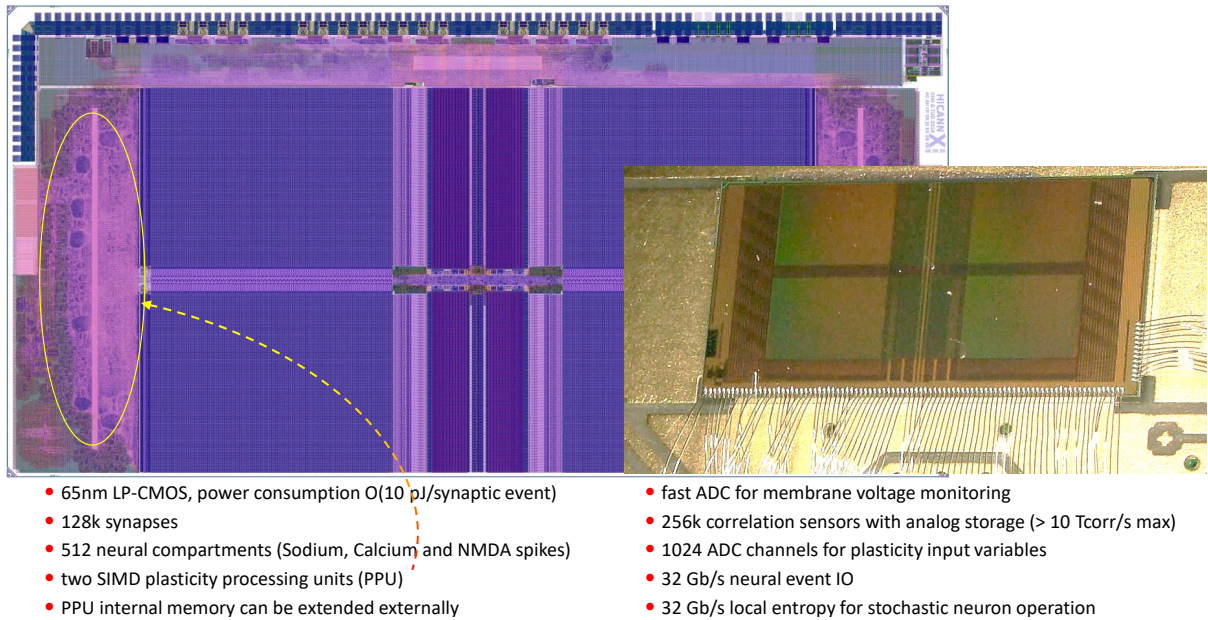 HICANN
X
• 65nm LP-CMOS, power consumption O(10 pJ/synaptic event)
• 128k synapses
• 512 neural compartments (Sodium, Calcium and NMDA spikes)
• two SIMD plasticity processing units (PPU)
• PPU internal memory can be extended externally
• fast ADC for membrane voltage monitoring
• 256k correlation sensors with analog storage (> 10 Tcorr/s max)
• 1024 ADC channels for plasticity input variables
• 32 Gb/s neural event IO
• 32 Gb/s local entropy for stochastic neuron operation